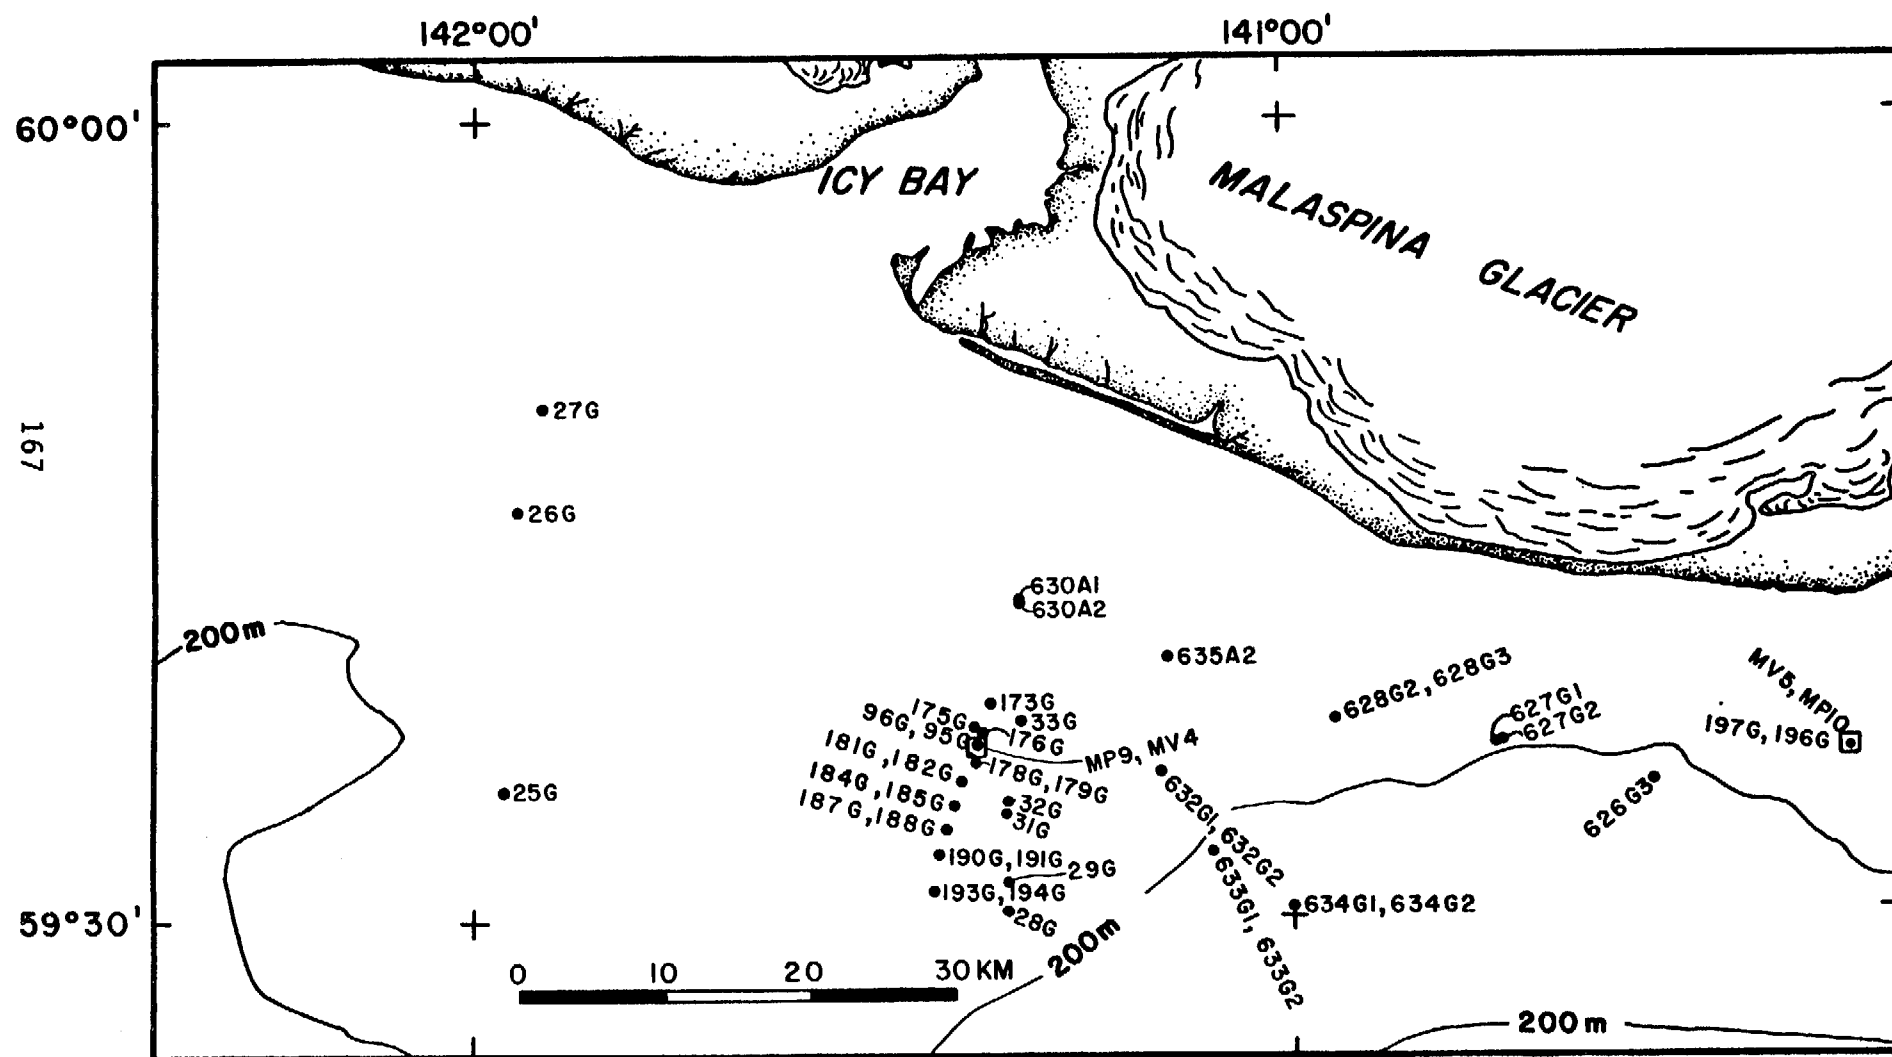 142°00' 141°00'
60°00'
ICY BAY
MALASPINA GLACIER
167
27G
26G
630A1
630A2
200m
635A2
628G2, 628G3
627G1
627G2
MV5, MP10
197G, 196G
173G
175G
33G
96G, 95G
176G
MP9, MV4
181G, 182G
178G, 179G
184G, 185G
32G
187G, 188G
31G
25G
626G3
632G1, 632G2
190G, 191G
29G
193G, 194G
28G
633G1, 633G2
634G1, 634G2
59°30'
200m
0 10 20 30 KM
200m